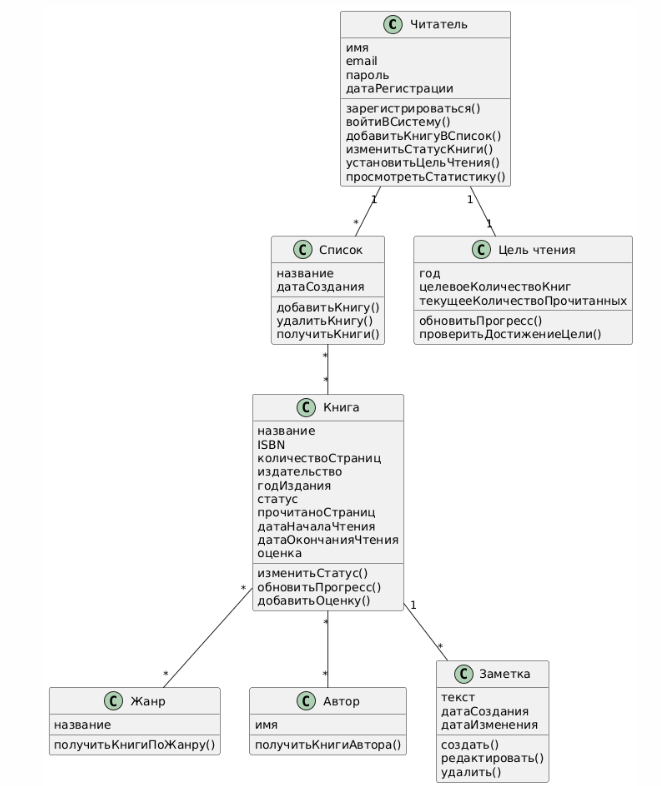 C Читатель
имя
email
пароль
датаРегистрации
зарегистрироваться()
войтиВСистему()
добавитьКнигуВСписок()
изменитьСтатусКниги()
установитьЦельЧтения()
просмотретьСтатистику()
1 1
* 1
C Список
название
датаСоздания
добавитьКнигу()
удалитьКнигу()
получитьКниги()
C Цель чтения
год
целевоеКоличествоКниг
текущееКоличествоПрочитанных
обновитьПрогресс()
проверитьДостижениеЦели()
*
*
C Книга
название
ISBN
количествоСтраниц
издательство
годИздания
статус
прочитаноСтраниц
датаНачалаЧтения
датаОкончанияЧтения
оценка
изменитьСтатус()
обновитьПрогресс()
добавитьОценку()
* * 1
* * *
C Жанр
название
получитьКнигиПоЖанру()
C Автор
имя
получитьКнигиАвтора()
C Заметка
текст
датаСоздания
датаИзменения
создать()
редактировать()
удалить()